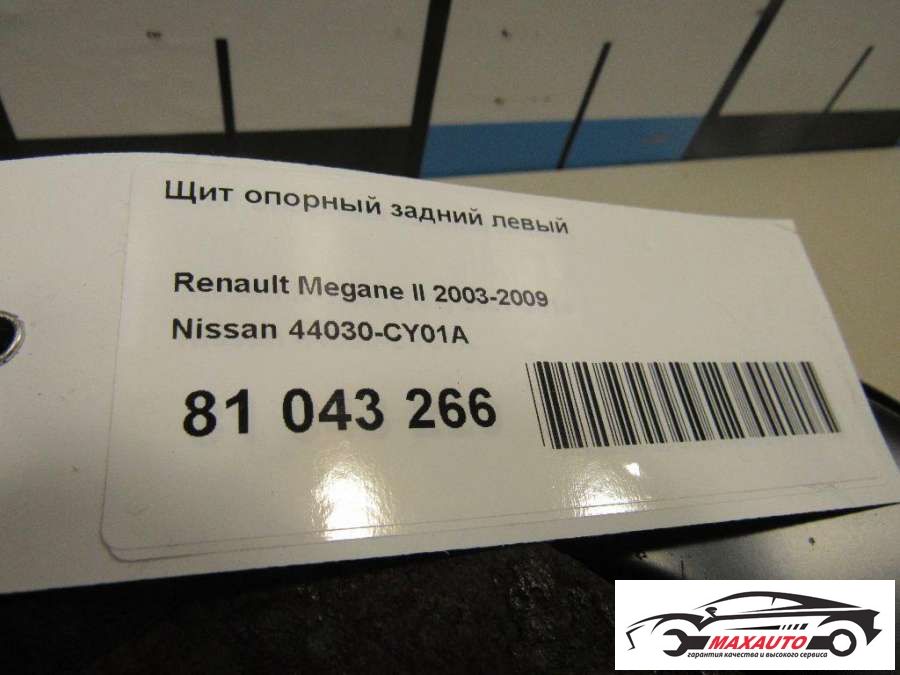 Щит опорный задний левый
Renault Megane II 2003-2009
Nissan 44030-CY01A
81 043 266
MAXAUTO
гарантия качества и высокого сервиса